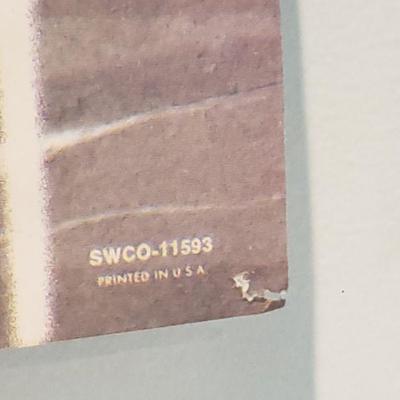 SWCO-11593
PRINTED IN U S A